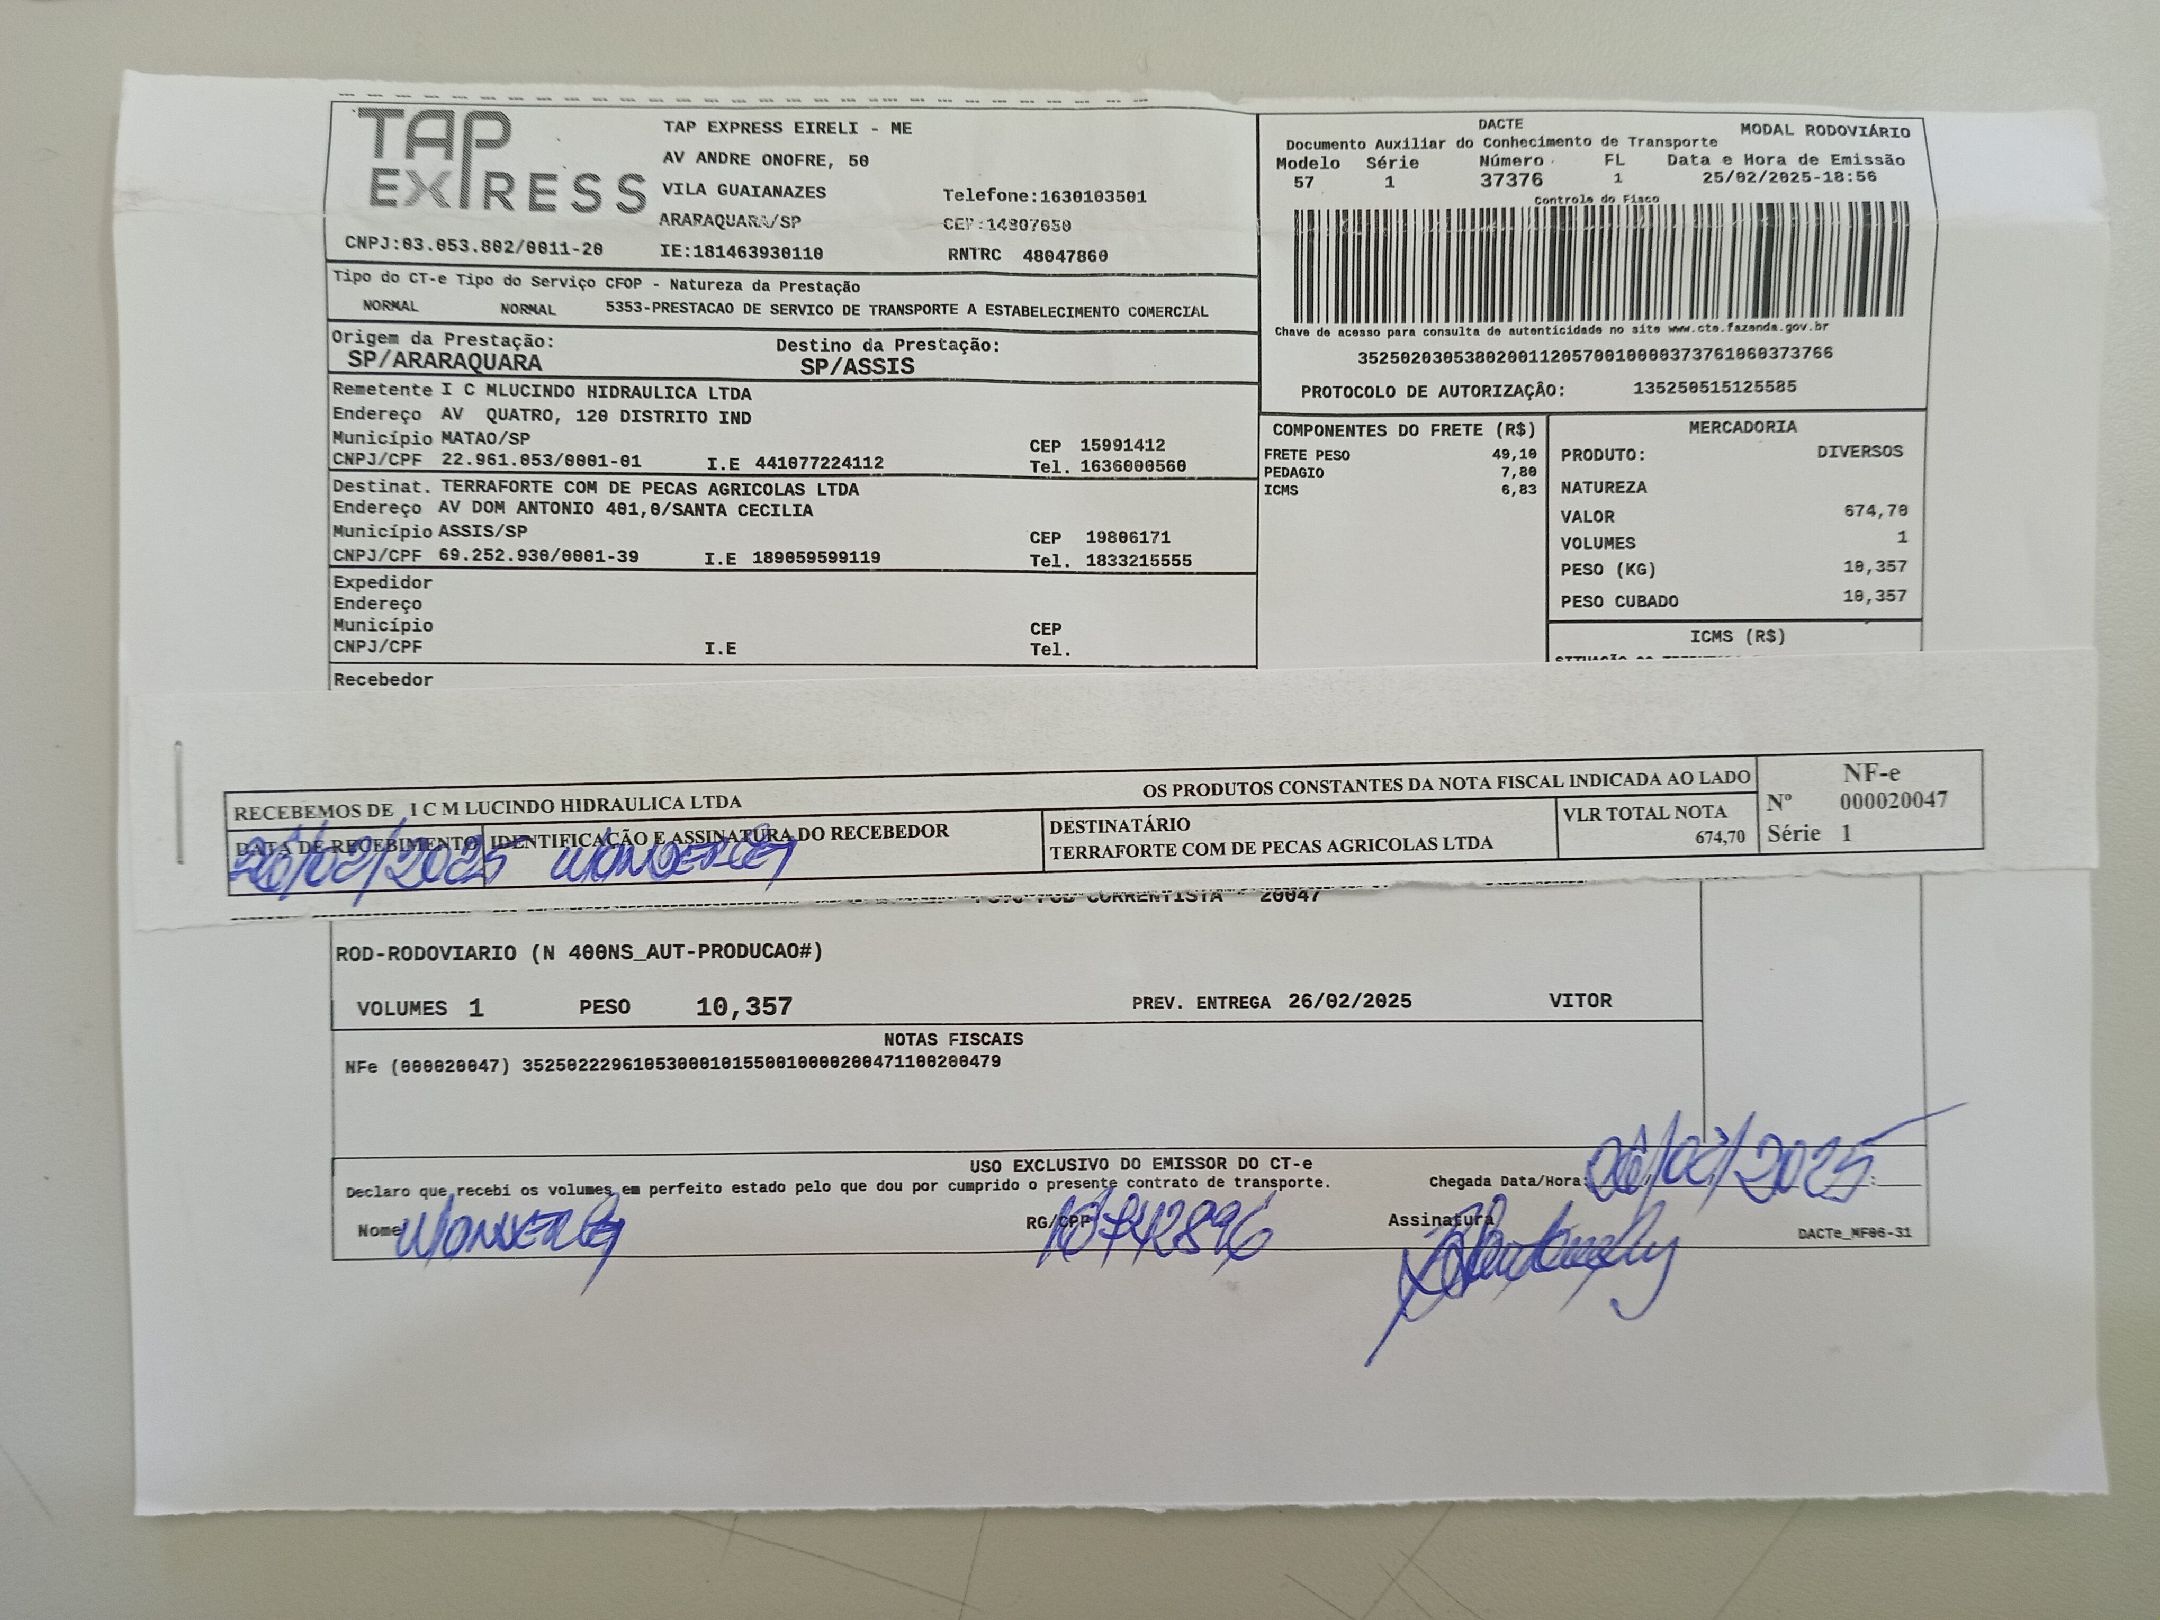 TAP EXPRESS
TAP EXPRESS EIRELI - ME
AV ANDRE ONOFRE, 50
VILA GUAIANAZES Telefone:1630103501
ARARAQUARA/SP CEP:14807050
CNPJ:03.053.802/0011-20 IE:181463930110 RNTRC 48047860
DACTE MODAL RODOVIÁRIO
Documento Auxiliar do Conhecimento de Transporte
Modelo Série Número FL Data e Hora de Emissão
57 1 37376 1 25/02/2025-18:56
Controle do Fisco
Chave de acesso para consulta de autenticidade no site www.cte.fazenda.gov.br
35250203053802001120570010000373761060373766
PROTOCOLO DE AUTORIZAÇÃO: 135250515125585
Tipo do CT-e Tipo do Serviço CFOP - Natureza da Prestação
NORMAL NORMAL 5353-PRESTACAO DE SERVICO DE TRANSPORTE A ESTABELECIMENTO COMERCIAL
Origem da Prestação: Destino da Prestação:
SP/ARARAQUARA SP/ASSIS
Remetente I C MLUCINDO HIDRAULICA LTDA
Endereço AV QUATRO, 120 DISTRITO IND
Município MATAO/SP CEP 15991412
CNPJ/CPF 22.961.053/0001-01 I.E 441077224112 Tel. 1636000560
Destinat. TERRAFORTE COM DE PECAS AGRICOLAS LTDA
Endereço AV DOM ANTONIO 401,0/SANTA CECILIA
Município ASSIS/SP CEP 19806171
CNPJ/CPF 69.252.930/0001-39 I.E 189059599119 Tel. 1833215555
Expedidor
Endereço
Município CEP
CNPJ/CPF I.E Tel.
Recebedor
COMPONENTES DO FRETE (R$)
FRETE PESO 49,10
PEDAGIO 7,80
ICMS 6,83
MERCADORIA
PRODUTO: DIVERSOS
NATUREZA
VALOR 674,70
VOLUMES 1
PESO (KG) 10,357
PESO CUBADO 10,357
ICMS (R$)
RECEBEMOS DE I C M LUCINDO HIDRAULICA LTDA OS PRODUTOS CONSTANTES DA NOTA FISCAL INDICADA AO LADO
DATA DE RECEBIMENTO IDENTIFICAÇÃO E ASSINATURA DO RECEBEDOR
26/02/2025 WONDERLEY
DESTINATÁRIO
TERRAFORTE COM DE PECAS AGRICOLAS LTDA
VLR TOTAL NOTA
674,70
NF-e
Nº 000020047
Série 1
FOB CORRENTISTA 20047
ROD-RODOVIARIO (N 400NS_AUT-PRODUCAO#)
VOLUMES 1 PESO 10,357 PREV. ENTREGA 26/02/2025 VITOR
NOTAS FISCAIS
NFe (000020047) 35250222961053000101550010000200471100200479
USO EXCLUSIVO DO EMISSOR DO CT-e
Declaro que recebi os volumes em perfeito estado pelo que dou por cumprido o presente contrato de transporte. Chegada Data/Hora: 26/02/2025
Nome WONDERLEY RG/CPF 10742896 Assinatura DACTe_MF06-31